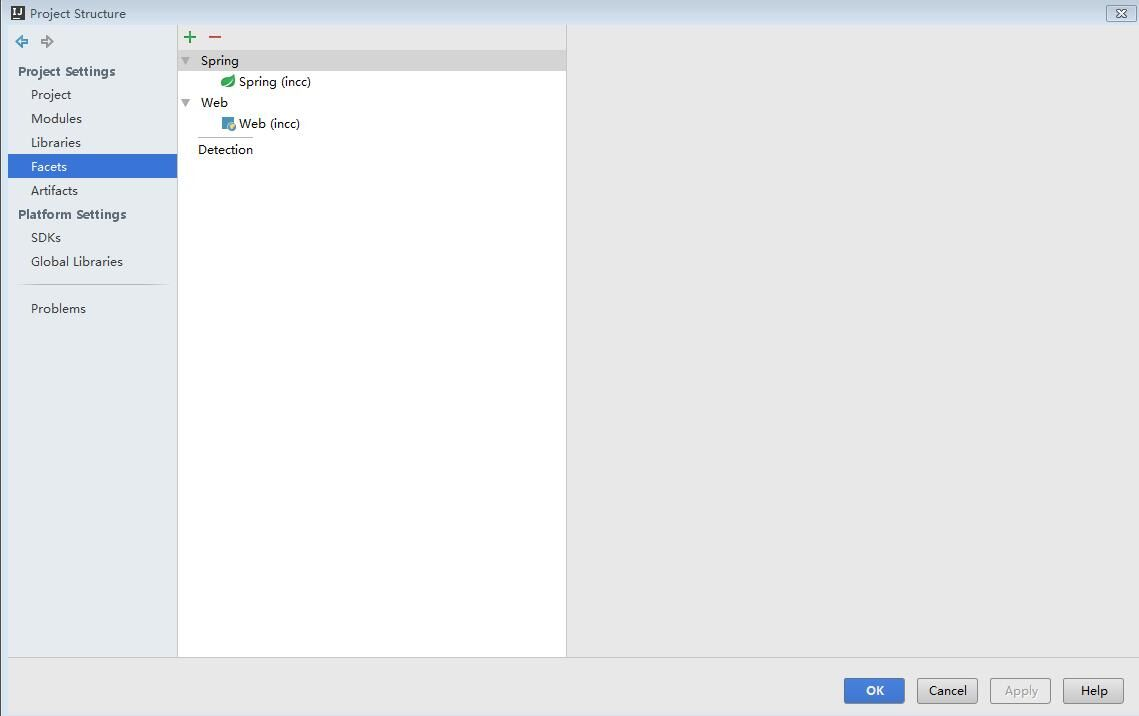 Project Structure
Project Settings
Project
Modules
Libraries
Facets
Artifacts
Platform Settings
SDKs
Global Libraries
Problems
Spring
Spring (incc)
Web
Web (incc)
Detection
OK
Cancel
Apply
Help